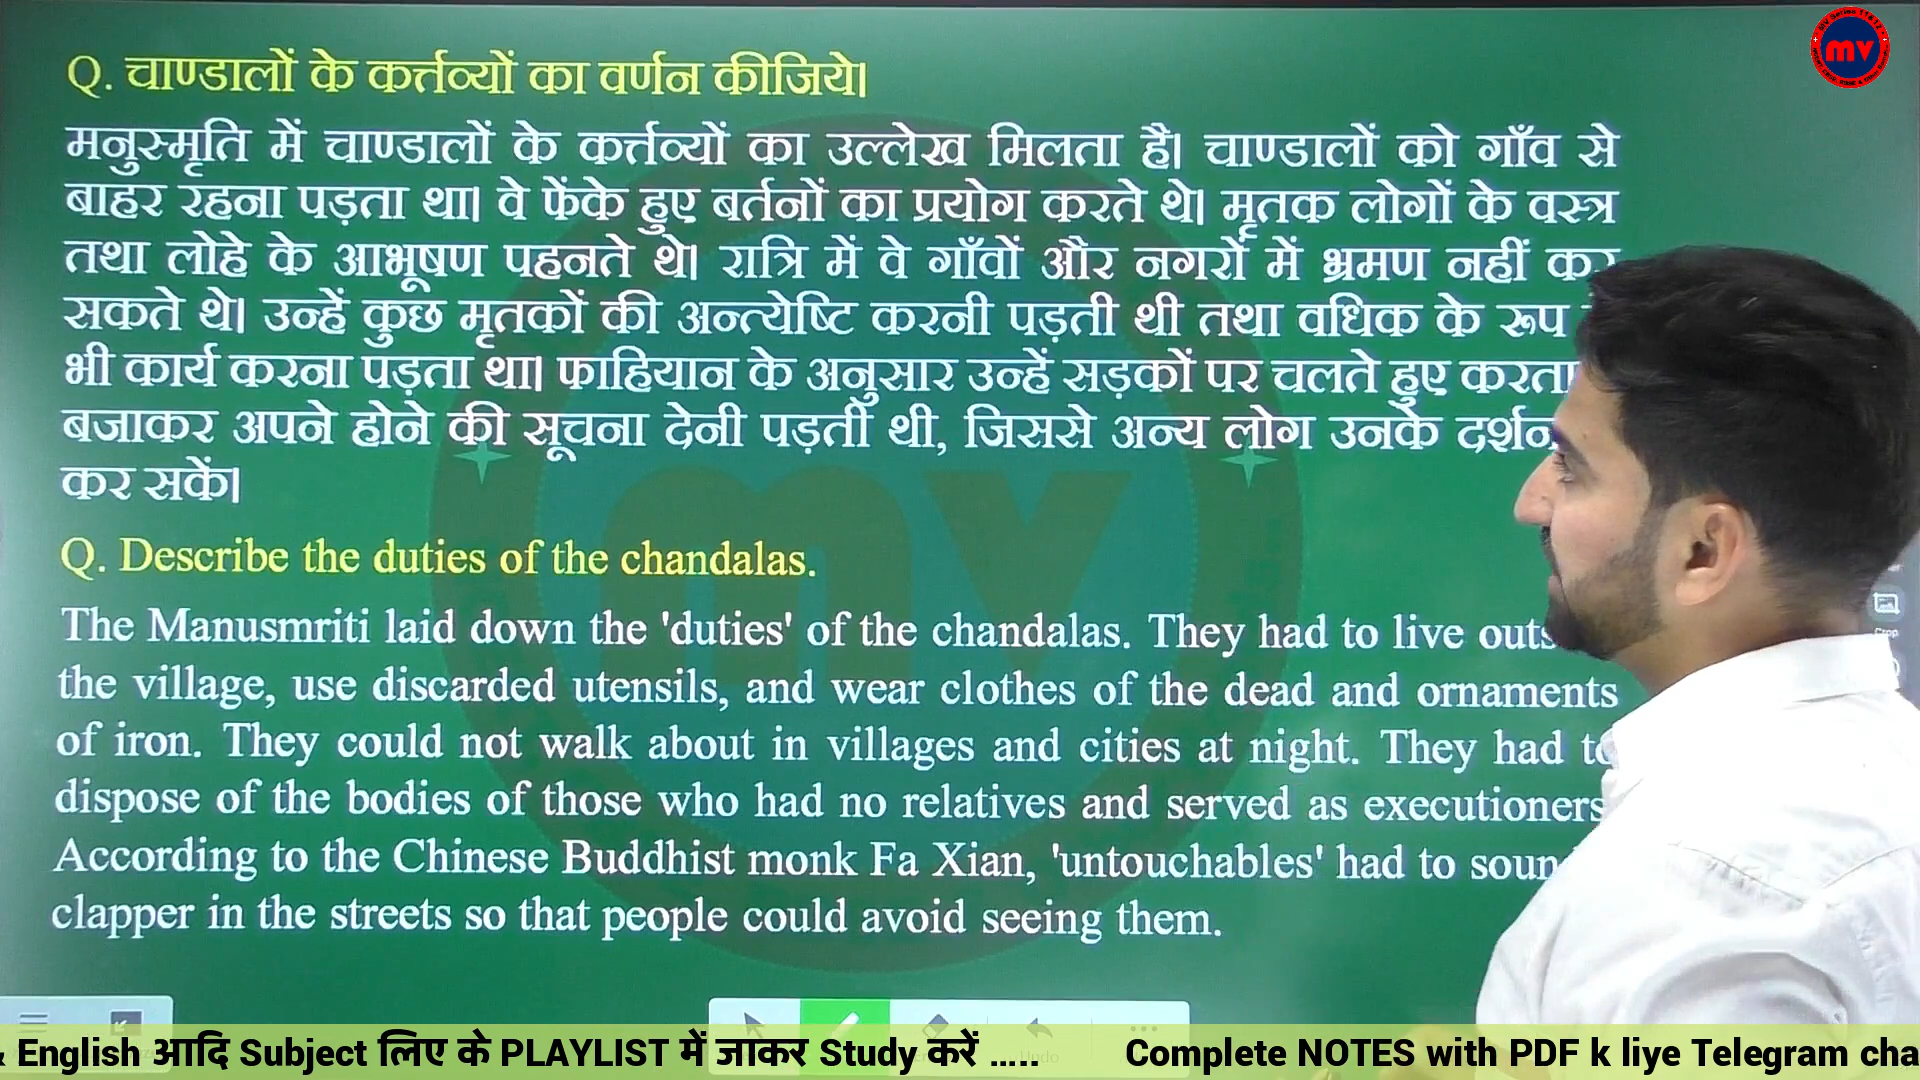 Q. चाण्डालों के कर्त्तव्यों का वर्णन कीजिये।
मनुस्मृति में चाण्डालों के कर्त्तव्यों का उल्लेख मिलता है। चाण्डालों को गाँव से
बाहर रहना पड़ता था। वे फेंके हुए बर्तनों का प्रयोग करते थे। मृतक लोगों के वस्त्र
तथा लोहे के आभूषण पहनते थे। रात्रि में वे गाँवों और नगरों में भ्रमण नहीं कर
सकते थे। उन्हें कुछ मृतकों की अन्त्येष्टि करनी पड़ती थी तथा वधिक के रूप
भी कार्य करना पड़ता था। फाहियान के अनुसार उन्हें सड़कों पर चलते हुए
बजाकर अपने होने की सूचना देनी पड़ती थी, जिससे अन्य लोग उनके दर्शन
कर सकें।
Q. Describe the duties of the chandalas.
The Manusmriti laid down the 'duties' of the chandalas. They had to live
the village, use discarded utensils, and wear clothes of the dead and ornaments
of iron. They could not walk about in villages and cities at night. They had to
dispose of the bodies of those who had no relatives and served as executioners
According to the Chinese Buddhist monk Fa Xian, 'untouchables' had to
clapper in the streets so that people could avoid seeing them.
mv
Crop
Undo
& English आदि Subject लिए के PLAYLIST में जाकर Study करें ..... Complete NOTES with PDF k liye Telegram cha